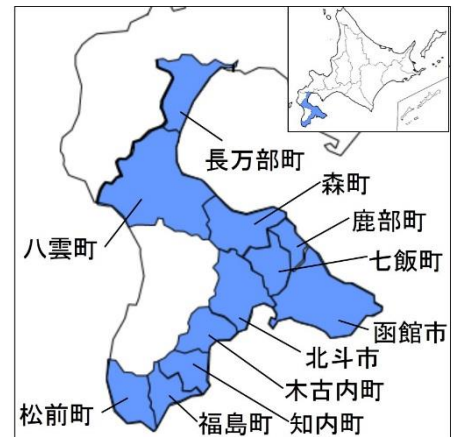 長万部町
森町
鹿部町
八雲町
七飯町
函館市
北斗市
木古内町
松前町
福島町
知内町